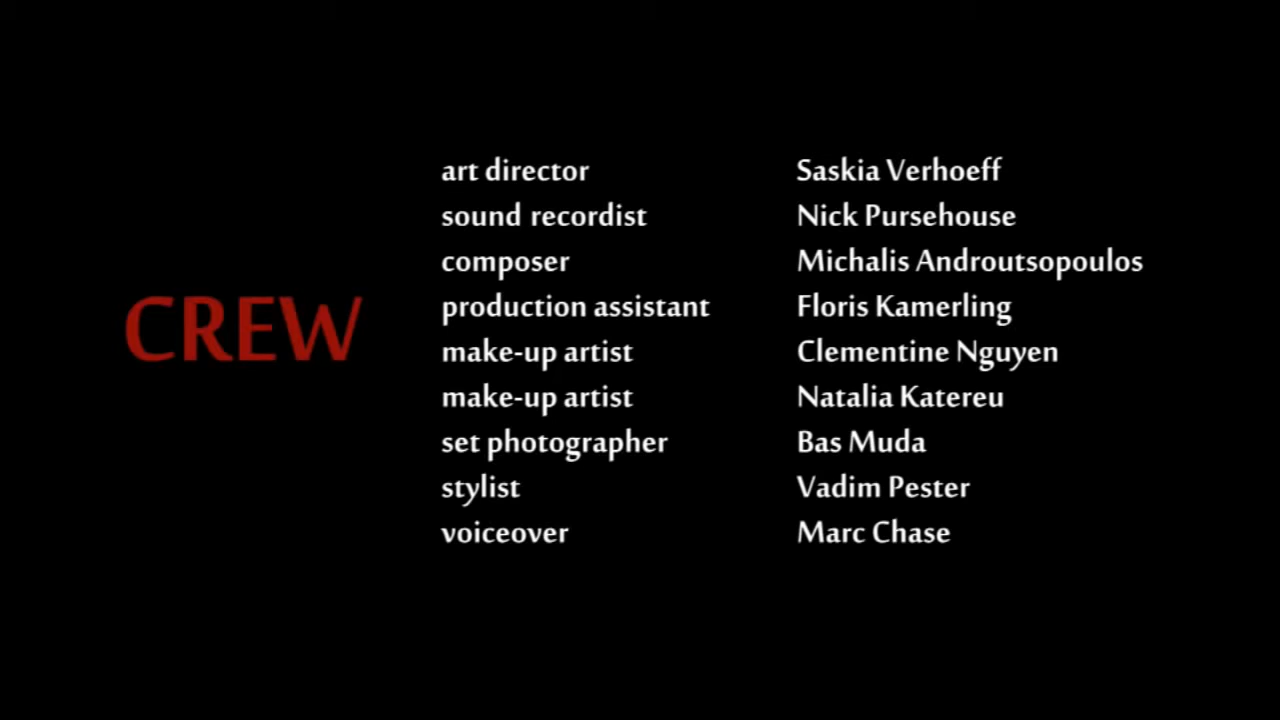 CREW
art director Saskia Verhoeff
sound recordist Nick Pursehouse
composer Michalis Androutsopoulos
production assistant Floris Kamerling
make-up artist Clementine Nguyen
make-up artist Natalia Katereu
set photographer Bas Muda
stylist Vadim Pester
voiceover Marc Chase